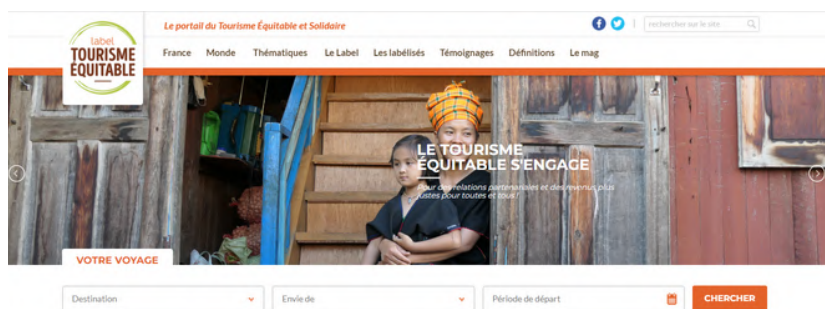 label
TOURISME
ÉQUITABLE
Le portail du Tourisme Équitable et Solidaire
rechercher sur le site
France Monde Thématiques Le Label Les labélisés Témoignages Définitions Le mag
LE TOURISME
ÉQUITABLE S'ENGAGE
Pour des relations partenariales et des revenus plus
justes pour toutes et tous !
VOTRE VOYAGE
Destination Envie de Période de départ CHERCHER